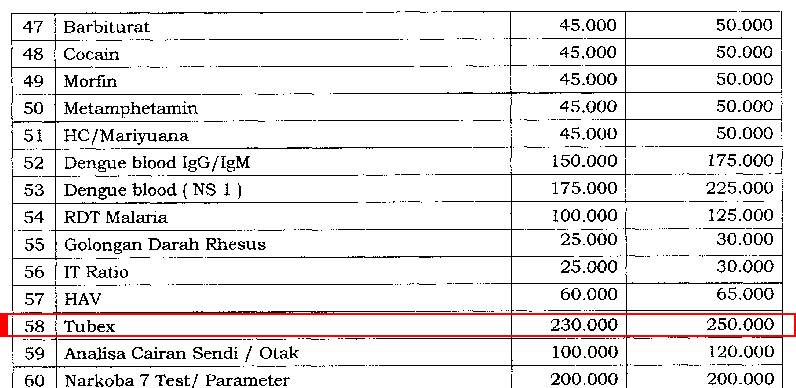 47 Barbiturat 45.000 50.000
48 Cocain 45.000 50.000
49 Morfin 45.000 50.000
50 Metamphetamin 45.000 50.000
51 HC/Mariyuana 45.000 50.000
52 Dengue blood IgG/IgM 150.000 175.000
53 Dengue blood ( NS 1 ) 175.000 225.000
54 RDT Malaria 100.000 125.000
55 Golongan Darah Rhesus 25.000 30.000
56 IT Ratio 25.000 30.000
57 HAV 60.000 65.000
58 Tubex 230.000 250.000
59 Analisa Cairan Sendi / Otak 100.000 120.000
60 Narkoba 7 Test/ Parameter 200.000 200.000